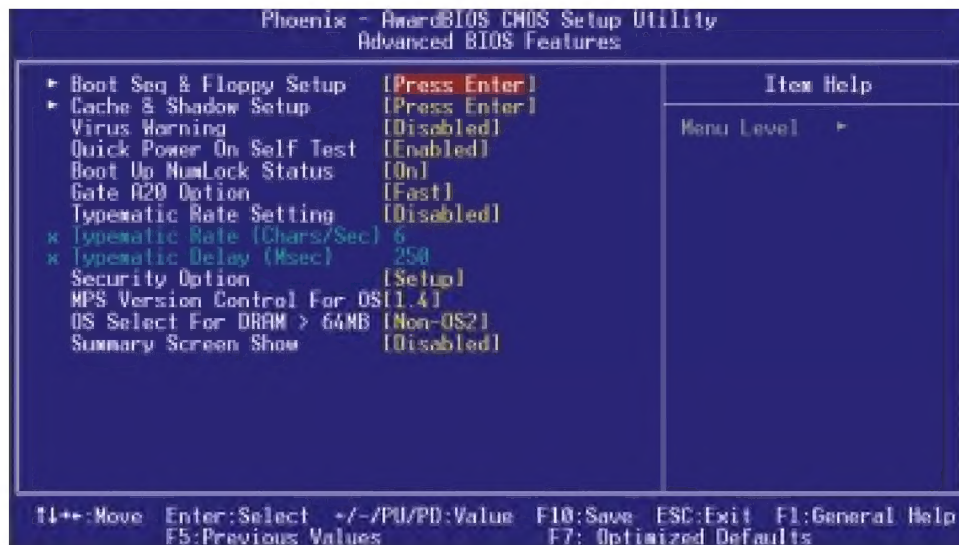 Phoenix - AwardBIOS CMOS Setup Utility
Advanced BIOS Features
► Boot Seq & Floppy Setup [Press Enter]
► Cache & Shadow Setup [Press Enter]
Virus Warning [Disabled]
Quick Power On Self Test [Enabled]
Boot Up NumLock Status [On]
Gate A20 Option [Fast]
Typematic Rate Setting [Disabled]
x Typematic Rate (Chars/Sec) 6
x Typematic Delay (Msec) 250
Security Option [Setup]
MPS Version Control For OS[1.4]
OS Select For DRAM > 64MB [Non-OS2]
Summary Screen Show [Disabled]
Item Help
Menu Level ►
↑↓→←:Move Enter:Select +/-/PU/PD:Value F10:Save ESC:Exit F1:General Help
F5:Previous Values F7: Optimized Defaults